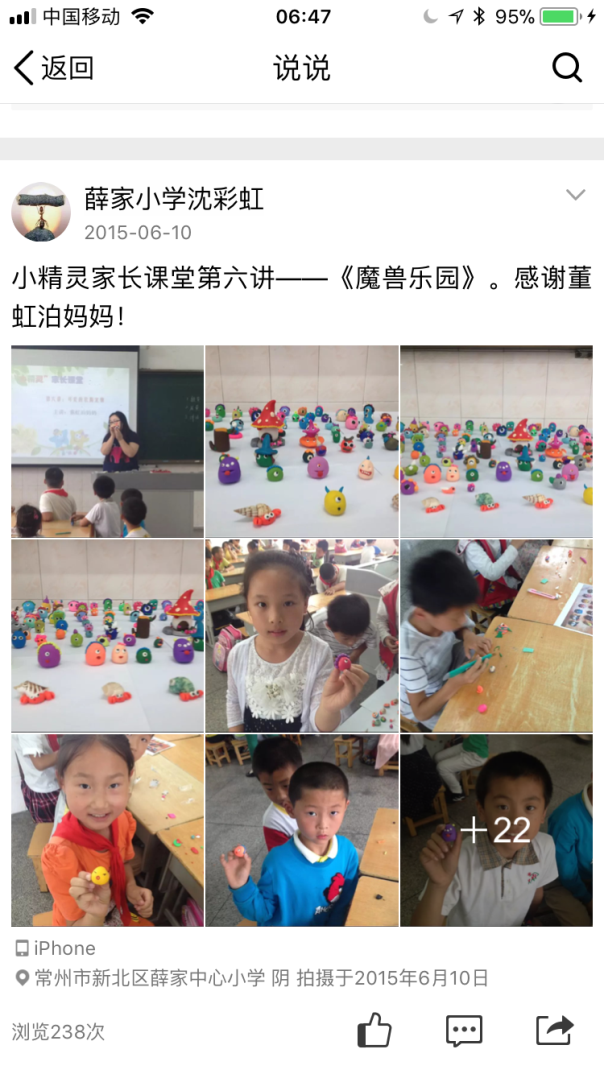 中国移动 06:47 95%
返回 说说
薛家小学沈彩虹
2015-06-10
小精灵家长课堂第六讲——《魔兽乐园》。感谢董
虹泊妈妈！
家长课堂
+22
iPhone
常州市新北区薛家中心小学 阴 拍摄于2015年6月10日
浏览238次